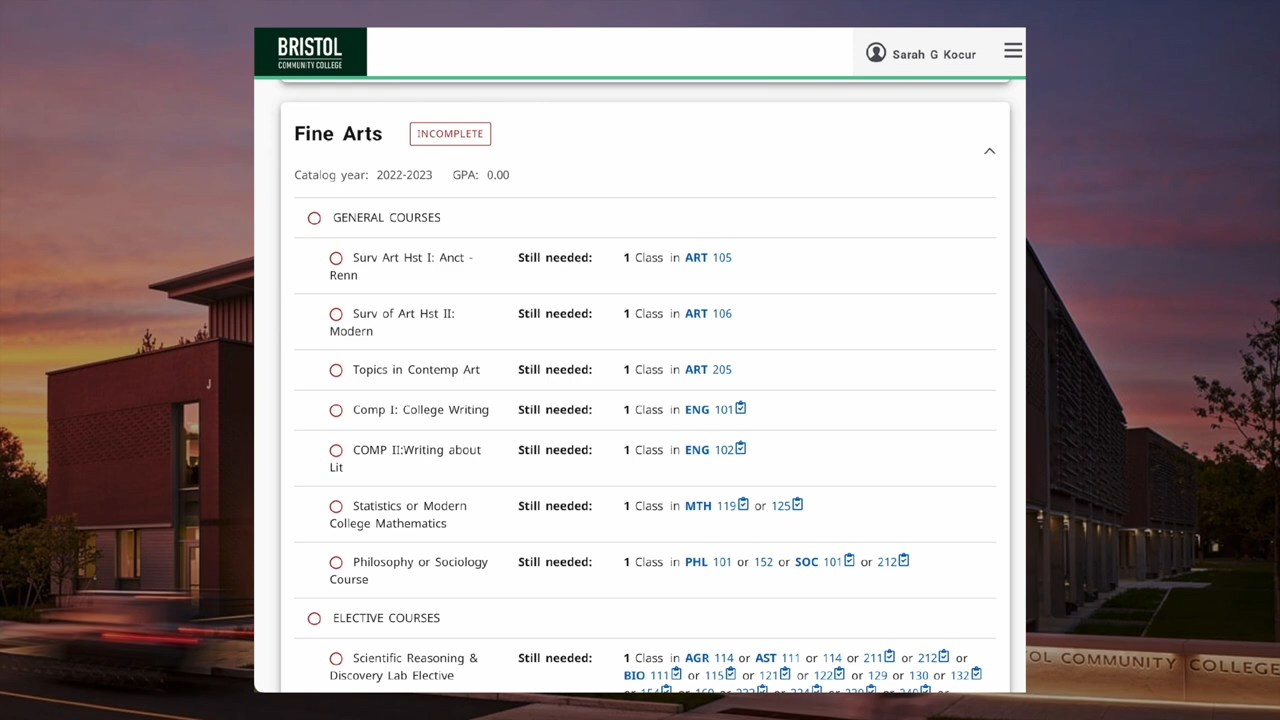 BRISTOL
COMMUNITY COLLEGE
Sarah G Kocur
Fine Arts INCOMPLETE
Catalog year: 2022-2023 GPA: 0.00
GENERAL COURSES
Surv Art Hst I: Anct - Still needed: 1 Class in ART 105
Renn
Surv of Art Hst II: Still needed: 1 Class in ART 106
Modern
Topics in Contemp Art Still needed: 1 Class in ART 205
Comp I: College Writing Still needed: 1 Class in ENG 101
COMP II:Writing about Still needed: 1 Class in ENG 102
Lit
Statistics or Modern Still needed: 1 Class in MTH 119 or 125
College Mathematics
Philosophy or Sociology Still needed: 1 Class in PHL 101 or 152 or SOC 101 or 212
Course
ELECTIVE COURSES
Scientific Reasoning & Still needed: 1 Class in AGR 114 or AST 111 or 114 or 211 or 212 or
Discovery Lab Elective BIO 111 or 115 or 121 or 122 or 129 or 130 or 132
J
OL COMMUNITY COLLEGE